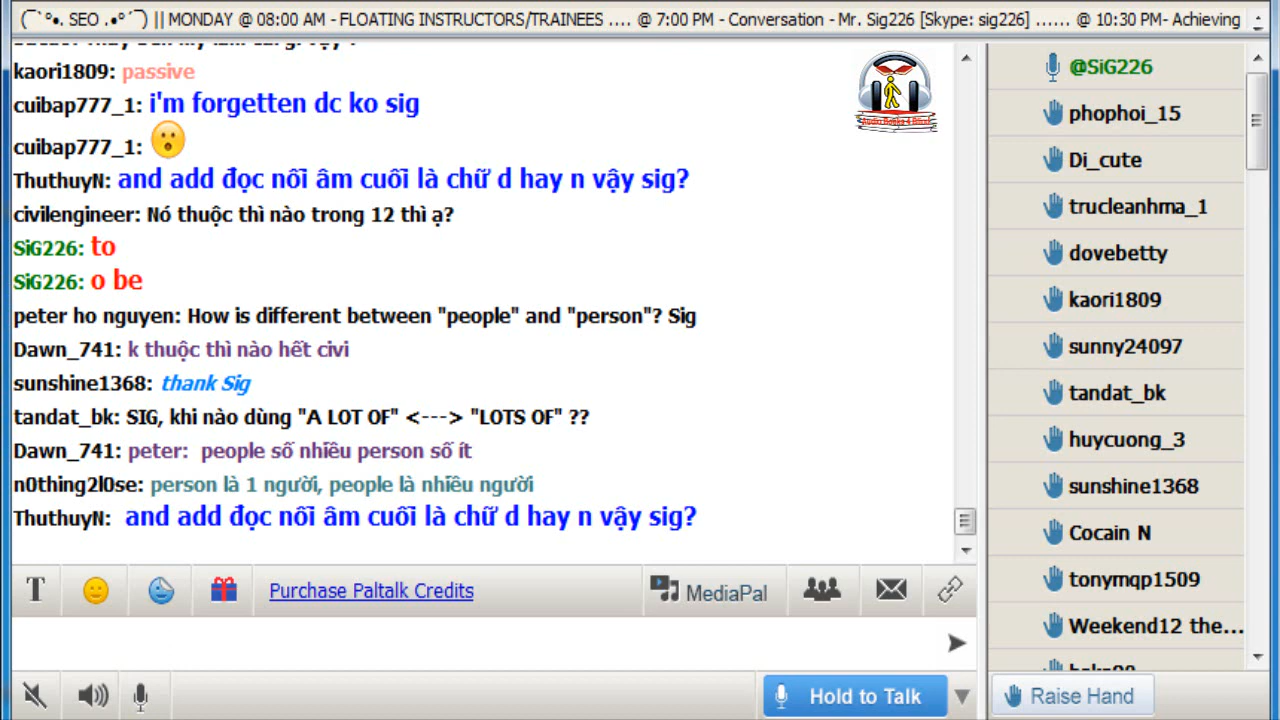 (¯`°•. SEO .•°´¯) || MONDAY @ 08:00 AM - FLOATING INSTRUCTORS/TRAINEES .... @ 7:00 PM - Conversation - Mr. Sig226 [Skype: sig226] ...... @ 10:30 PM- Achieving
kaori1809: passive
cuibap777_1: i'm forgetten dc ko sig
cuibap777_1:
ThuthuyN: and add đọc nối âm cuối là chữ d hay n vậy sig?
civilengineer: Nó thuộc thì nào trong 12 thì ạ?
SiG226: to
SiG226: o be
peter ho nguyen: How is different between "people" and "person"? Sig
Dawn_741: k thuộc thì nào hết civi
sunshine1368: thank Sig
tandat_bk: SIG, khi nào dùng "A LOT OF" <---> "LOTS OF" ??
Dawn_741: peter: people số nhiều person số ít
n0thing2l0se: person là 1 người, people là nhiều người
ThuthuyN: and add đọc nối âm cuối là chữ d hay n vậy sig?
T
Purchase Paltalk Credits
MediaPal
Hold to Talk
@SiG226
phophoi_15
Di_cute
trucleanhma_1
dovebetty
kaori1809
sunny24097
tandat_bk
huycuong_3
sunshine1368
Cocain N
tonymqp1509
Weekend12 the...
Raise Hand